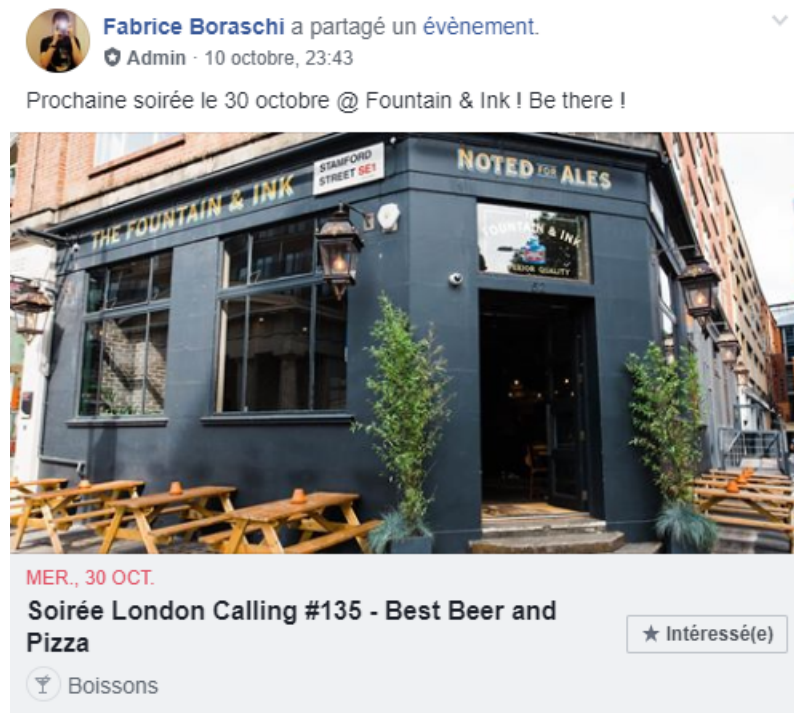 Fabrice Boraschi a partagé un évènement.
Admin · 10 octobre, 23:43
Prochaine soirée le 30 octobre @ Fountain & Ink ! Be there !
THE FOUNTAIN & INK
STAMFORD
STREET SE1
NOTED FOR ALES
FOUNTAIN & INK
QUALITY
67
MER., 30 OCT.
Soirée London Calling #135 - Best Beer and
Pizza
★ Intéressé(e)
Boissons